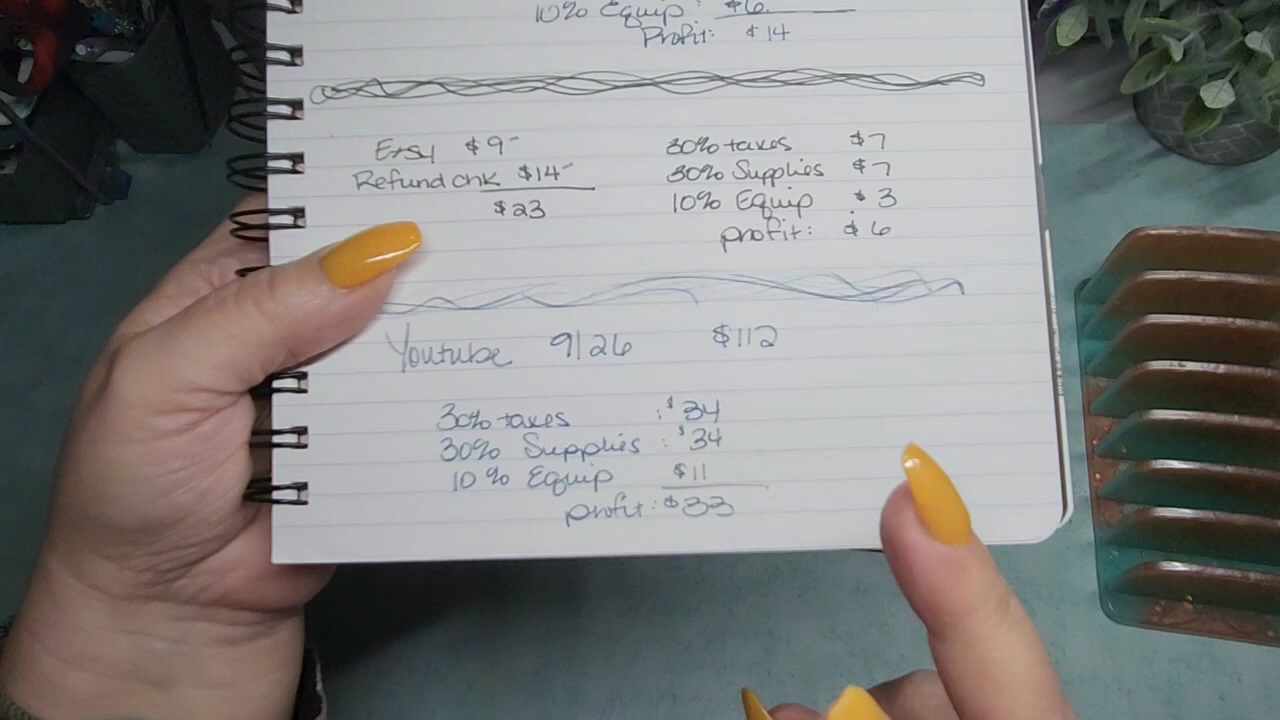 10% Equip: $6
Profit: $14
Etsy $9-
Refund chk $14-
$23
30% taxes $7
30% Supplies $7
10% Equip $3
profit: $6
Youtube 9/26 $112
30% taxes : $34
30% Supplies : $34
10% Equip $11
profit: $33